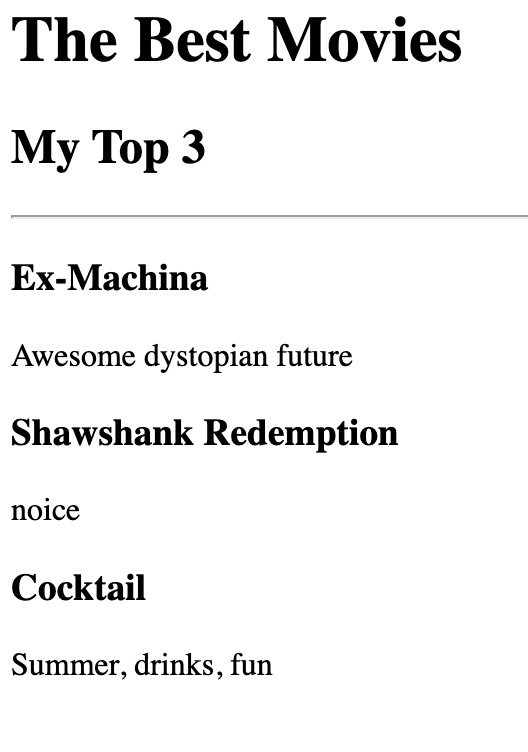 The Best Movies
My Top 3
Ex-Machina
Awesome dystopian future
Shawshank Redemption
noice
Cocktail
Summer, drinks, fun